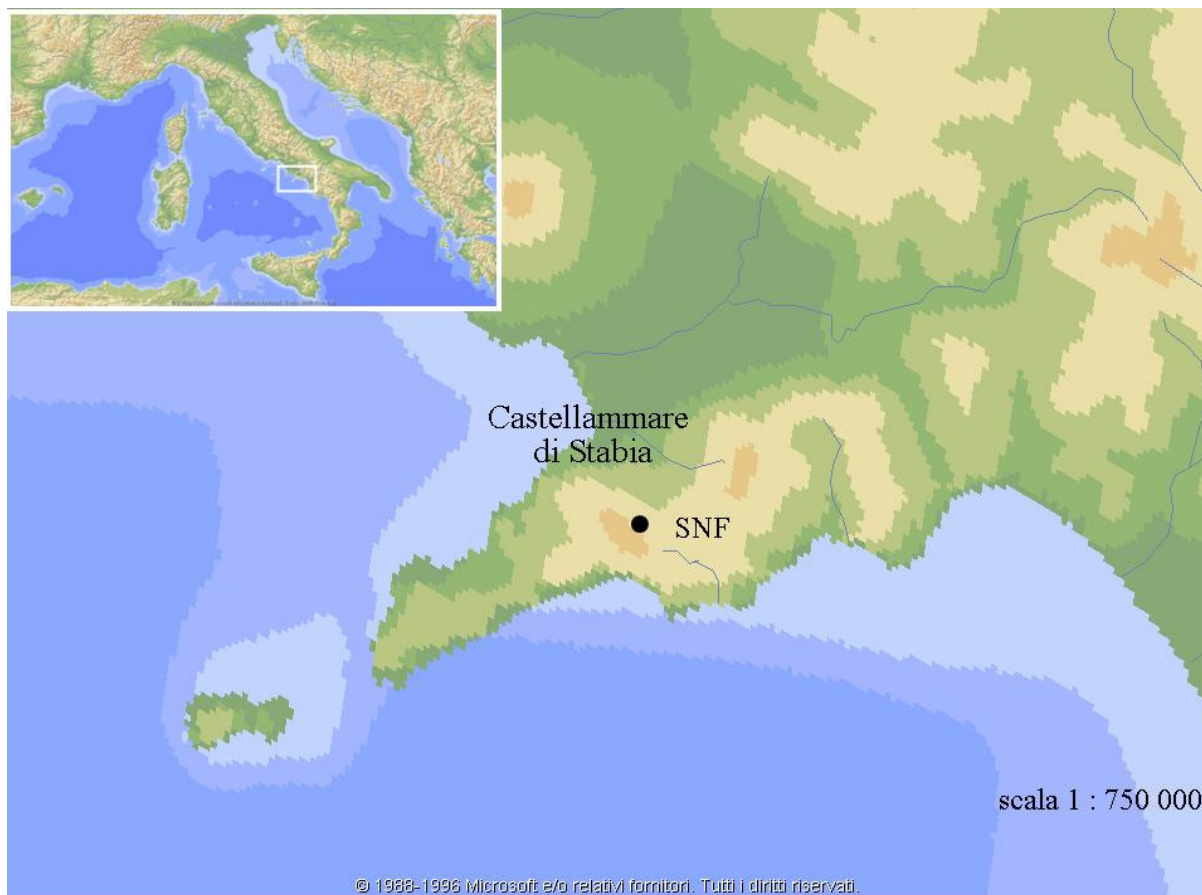 Castellammare
di Stabia
SNF
scala 1 : 750 000
© 1988-1996 Microsoft e/o relativi fornitori. Tutti i diritti riservati.